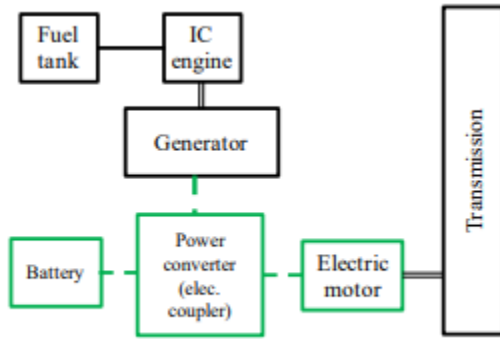 Fuel
tank
IC
engine
Generator
Transmission
Battery
Power
converter
(elec.
coupler)
Electric
motor